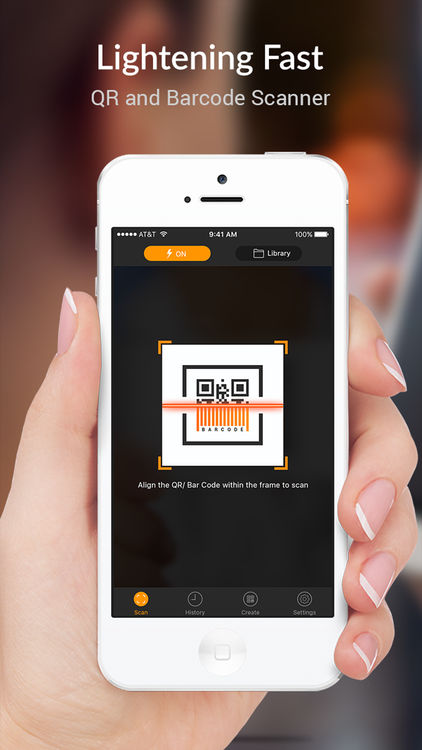 Lightening Fast
QR and Barcode Scanner
AT&T 9:41 AM 100%
ON Library
BARCODE
Align the QR/ Bar Code within the frame to scan
Scan History Create Settings